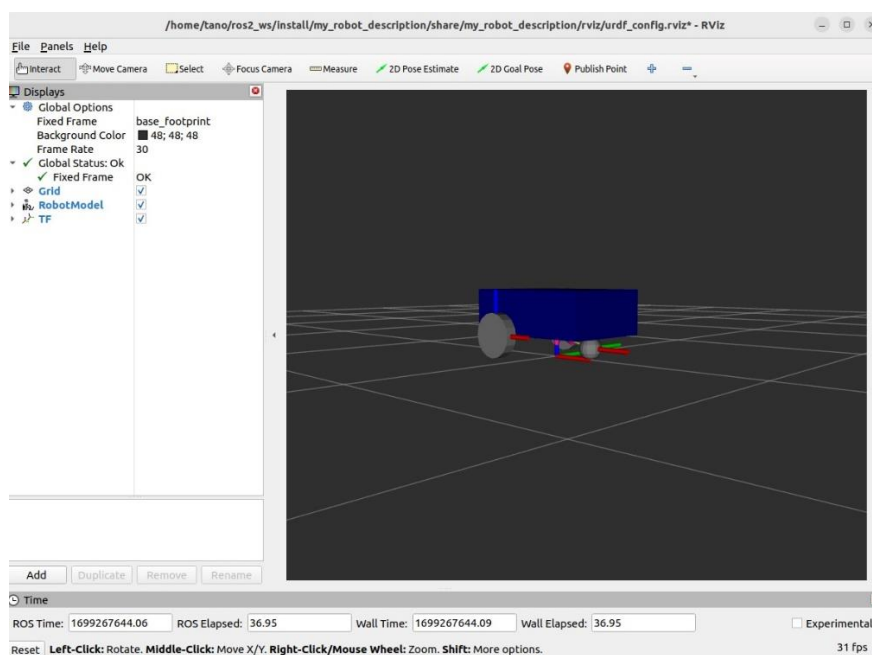 /home/tano/ros2_ws/install/my_robot_description/share/my_robot_description/rviz/urdf_config.rviz* - RViz
File Panels Help
Interact Move Camera Select Focus Camera Measure 2D Pose Estimate 2D Goal Pose Publish Point
Displays
Global Options
Fixed Frame base_footprint
Background Color 48; 48; 48
Frame Rate 30
Global Status: Ok
Fixed Frame OK
Grid
RobotModel
TF
Add Duplicate Remove Rename
Time
ROS Time: 1699267644.06 ROS Elapsed: 36.95 Wall Time: 1699267644.09 Wall Elapsed: 36.95 Experimental
Reset Left-Click: Rotate. Middle-Click: Move X/Y. Right-Click/Mouse Wheel: Zoom. Shift: More options. 31 fps